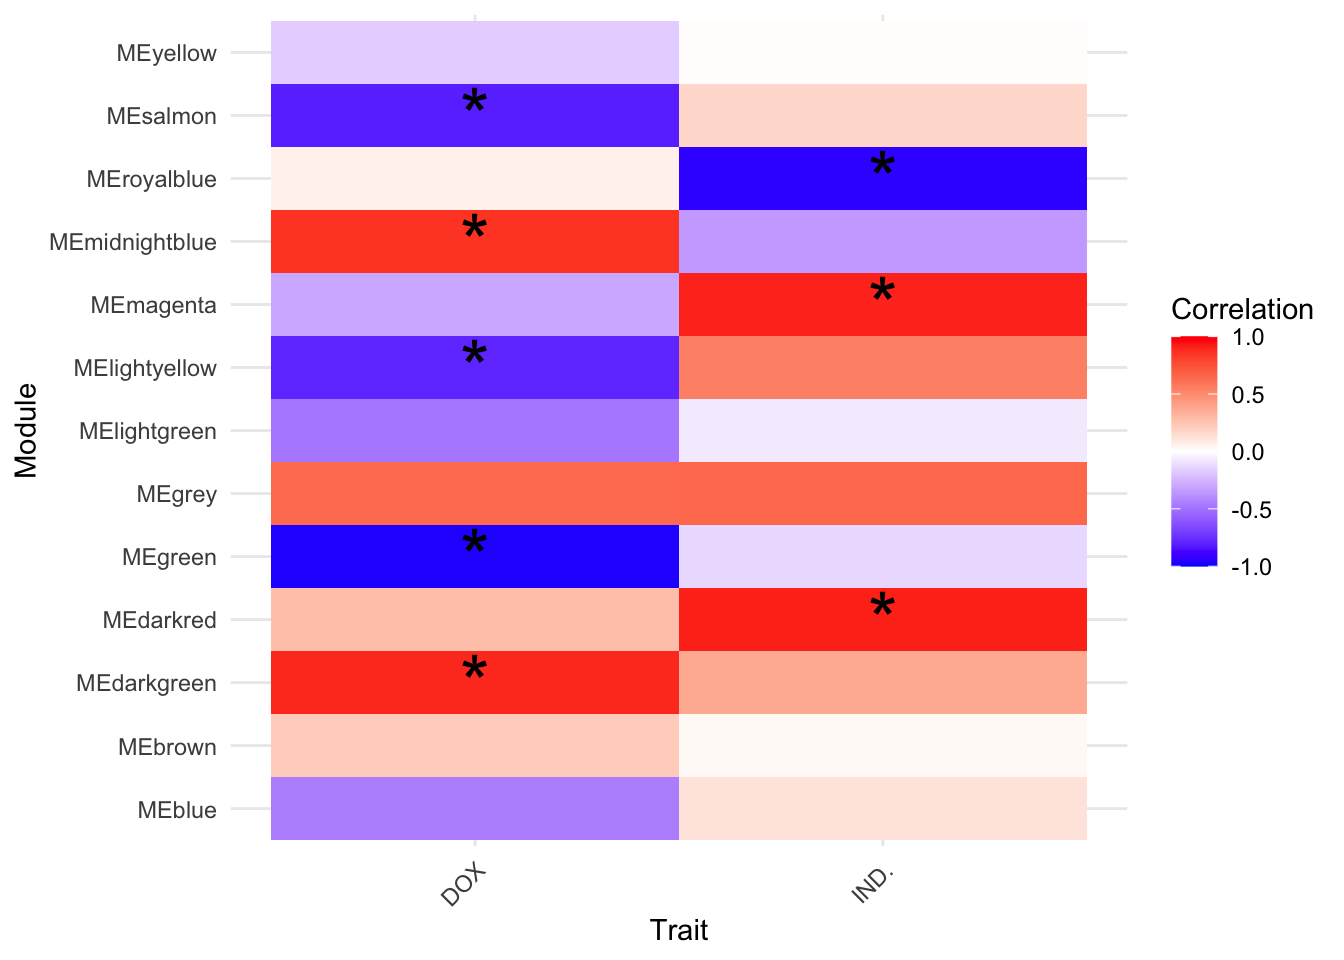 MEyellow
MEsalmon
*
MEroyalblue
*
MEmidnightblue
*
MEmagenta
*
MElightyellow
*
MElightgreen
MEgrey
MEgreen
*
MEdarkred
*
MEdarkgreen
*
MEbrown
MEblue
Module
DOX
IND.
Trait
Correlation
1.0
0.5
0.0
-0.5
-1.0